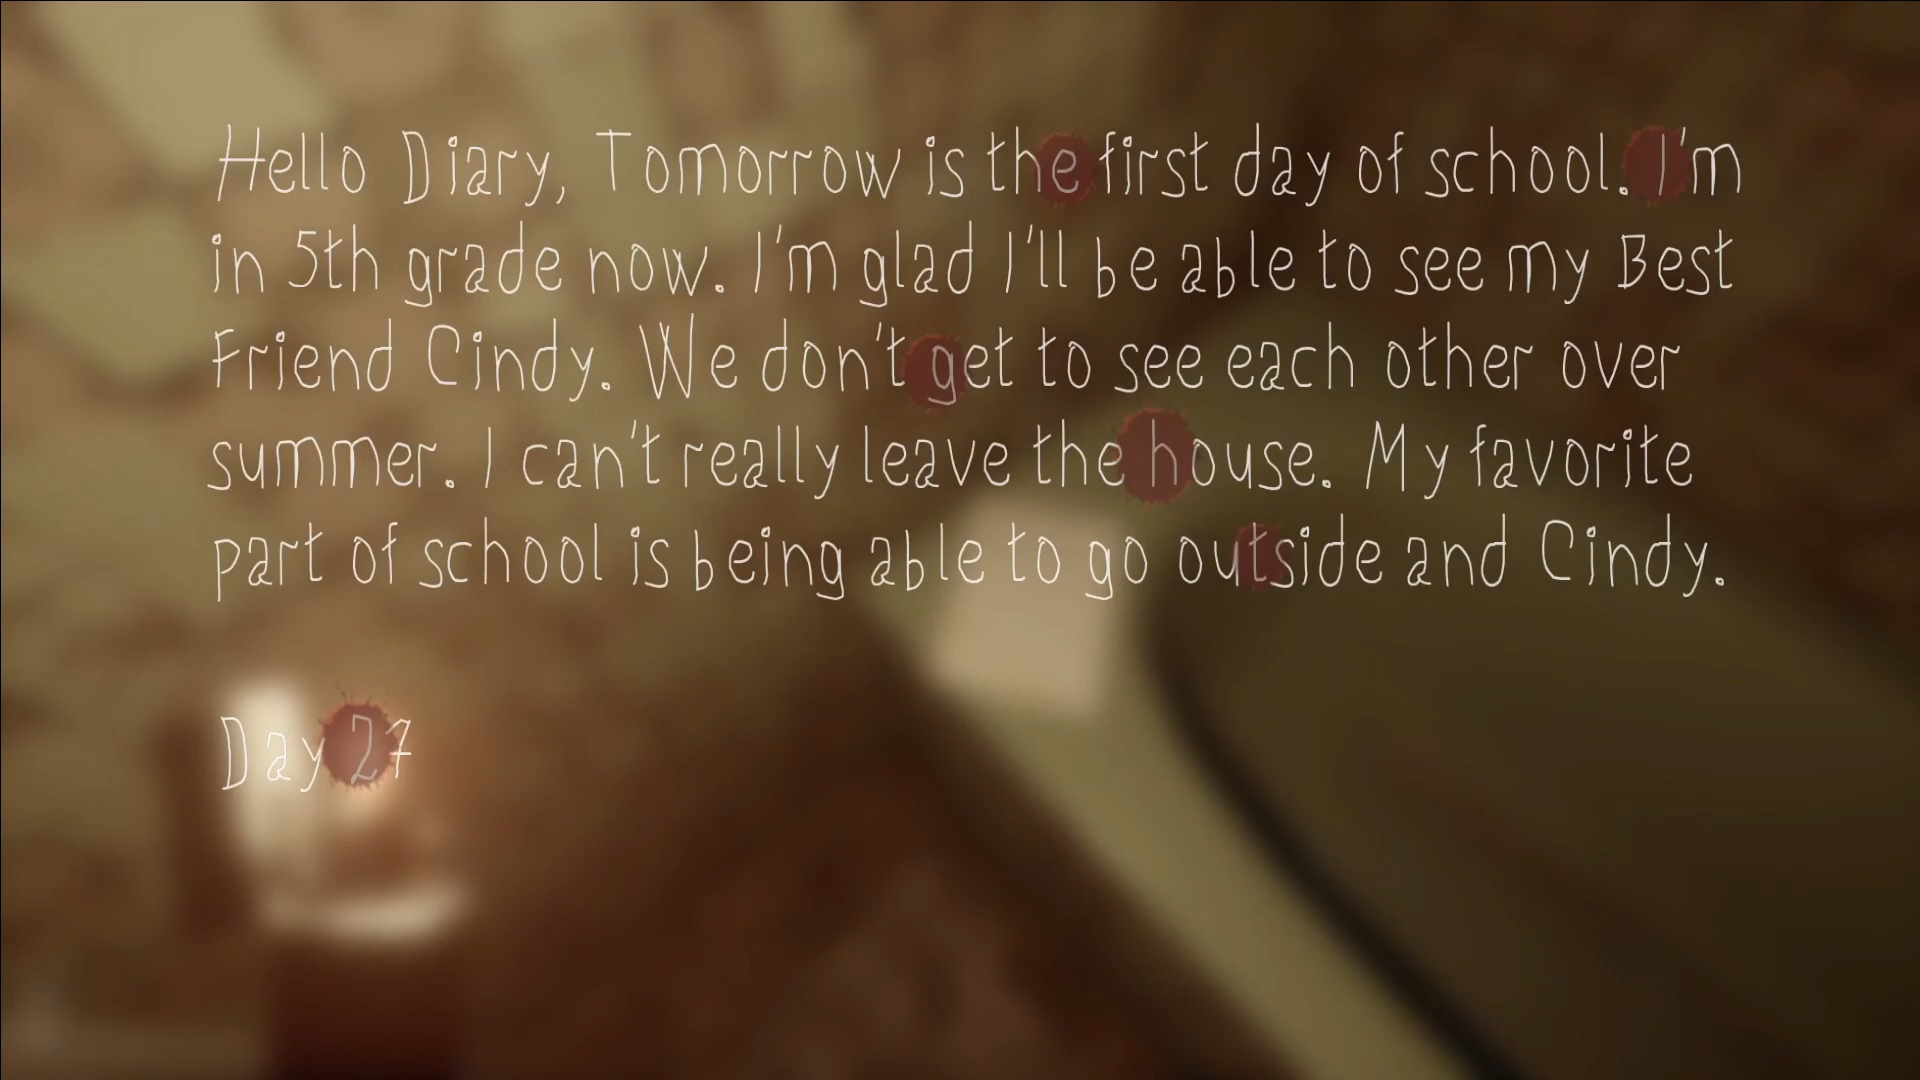 Hello Diary, Tomorrow is the first day of school. I'm
in 5th grade now. I'm glad I'll be able to see my Best
Friend Cindy. We don't get to see each other over
summer. I can't really leave the house. My favorite
part of school is being able to go outside and Cindy.
Day 27